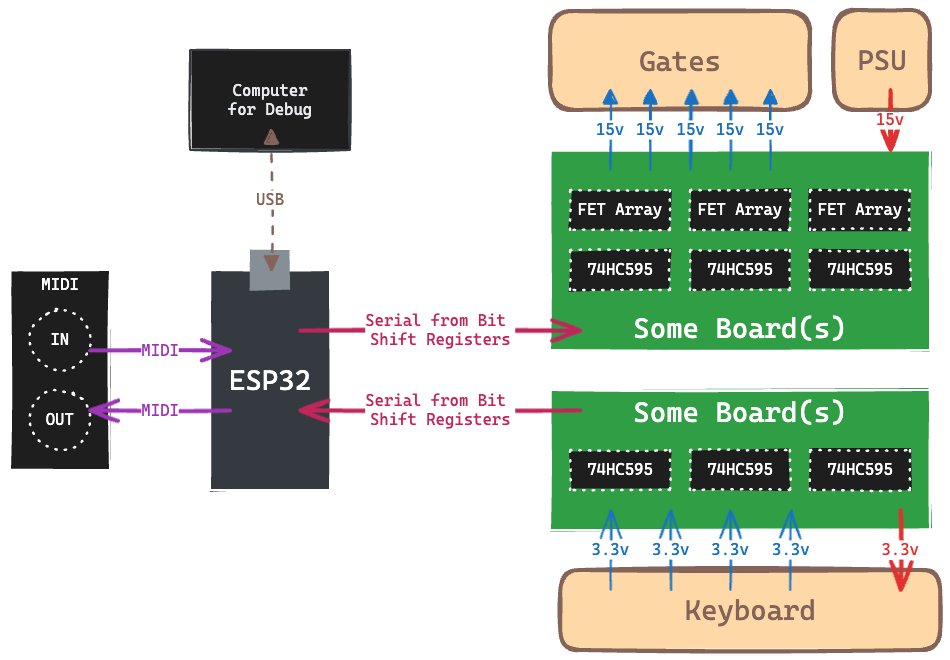 Gates
PSU
15v
15v
15v
15v
15v
15v
Computer
for Debug
USB
FET Array
FET Array
FET Array
74HC595
74HC595
74HC595
Some Board(s)
MIDI
IN
OUT
MIDI
MIDI
ESP32
Serial from Bit
Shift Registers
Serial from Bit
Shift Registers
Some Board(s)
74HC595
74HC595
74HC595
3.3v
3.3v
3.3v
3.3v
3.3v
Keyboard